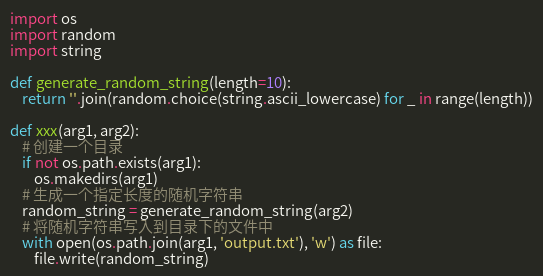 import os
import random
import string
def generate_random_string(length=10):
return ''.join(random.choice(string.ascii_lowercase) for _ in range(length))
def xxx(arg1, arg2):
# 创建一个目录
if not os.path.exists(arg1):
os.makedirs(arg1)
# 生成一个指定长度的随机字符串
random_string = generate_random_string(arg2)
# 将随机字符串写入到目录下的文件中
with open(os.path.join(arg1, 'output.txt'), 'w') as file:
file.write(random_string)